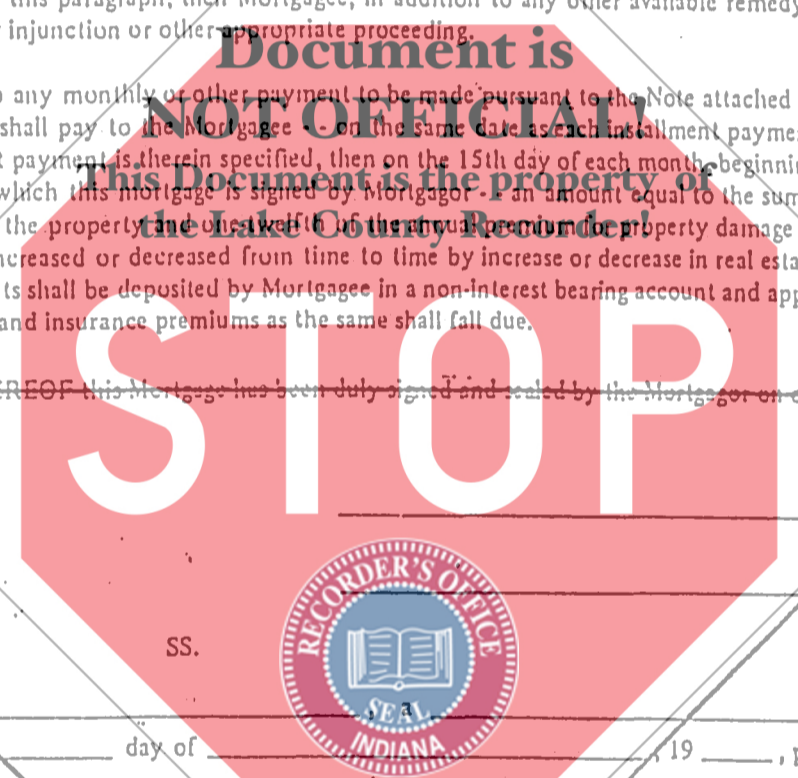 this paragraph, then Mortgagee, in addition to any other available remedy
injunction or other appropriate proceeding.
Document is
any monthly or other payment to be made pursuant to the Note attached
NOT OFFICIAL!
shall pay to the Mortgagee - on the same date as each installment payme
payment is therein specified, then on the 15th day of each month, beginnin
This Document is the property of
which this mortgage is signed by Mortgagor - an amount equal to the sum
the Lake County Recorder!
the property and one-twelfth of the annual premium for property damage
ncreased or decreased from time to time by increase or decrease in real esta
ts shall be deposited by Mortgagee in a non-interest bearing account and app
and insurance premiums as the same shall fall due.
STOP
EREOF this Mortgage has been duly signed and sealed by the Mortgagor on
RECORDER'S OFFICE
SS.
SEAL
INDIANA
day of
, 19